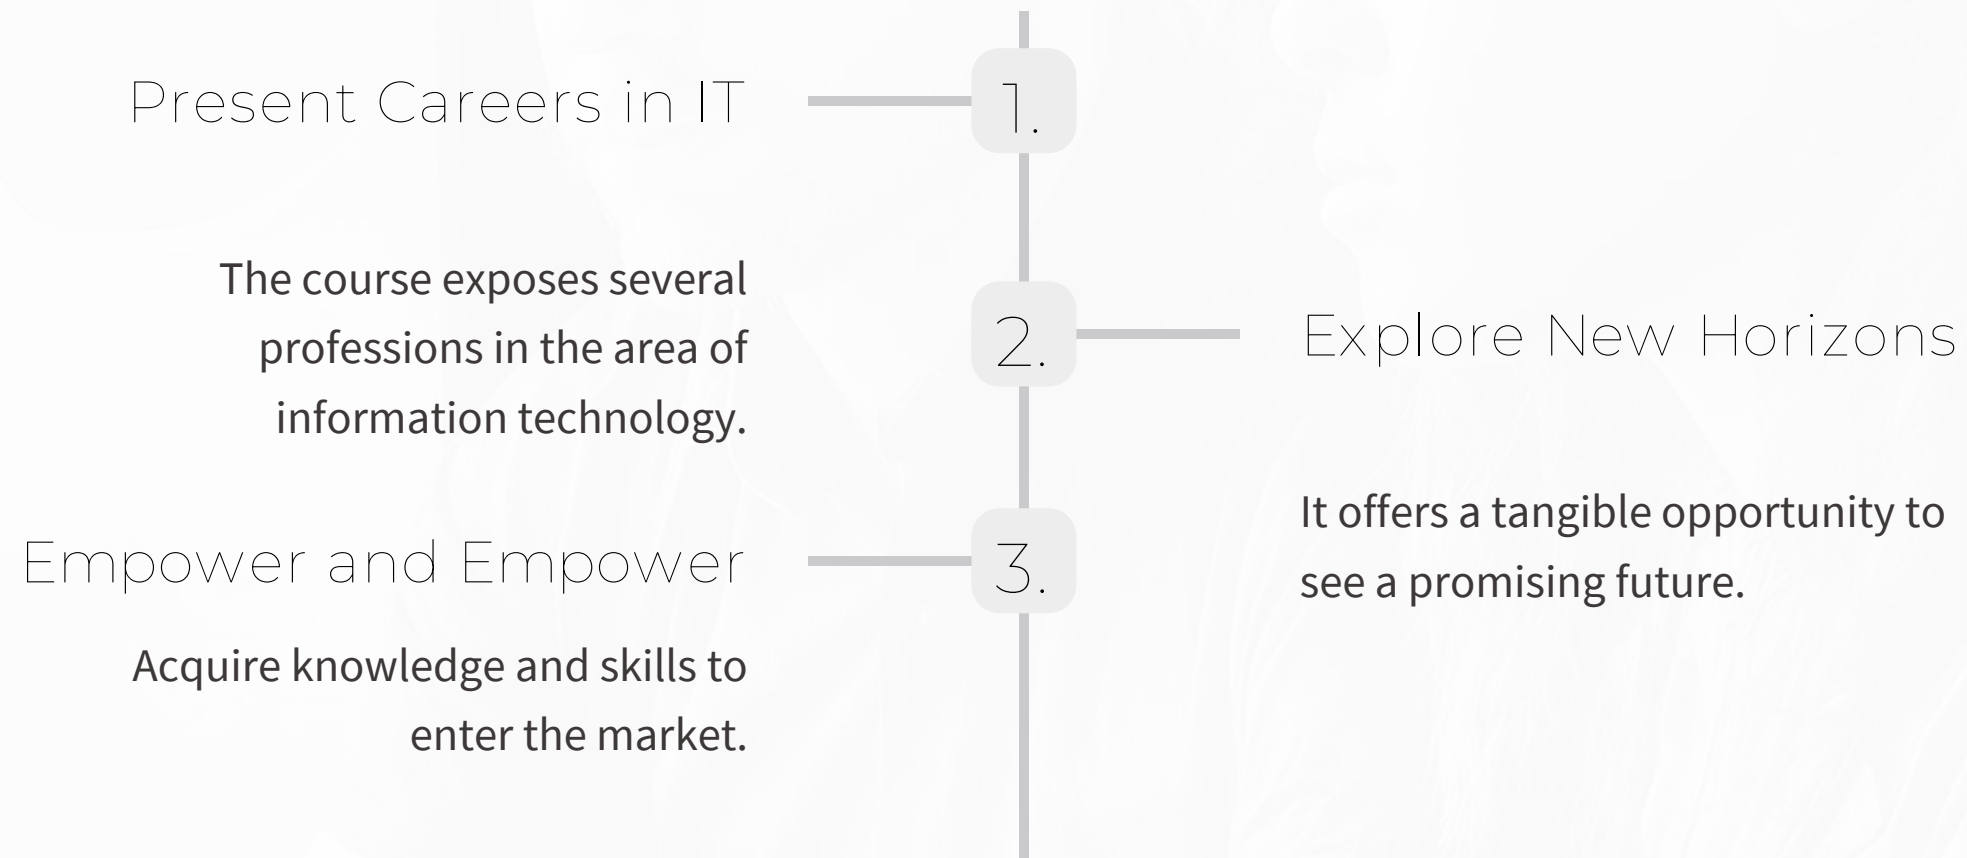 1.
Present Careers in IT
The course exposes several
professions in the area of
information technology.
2.
Explore New Horizons
It offers a tangible opportunity to
see a promising future.
3.
Empower and Empower
Acquire knowledge and skills to
enter the market.